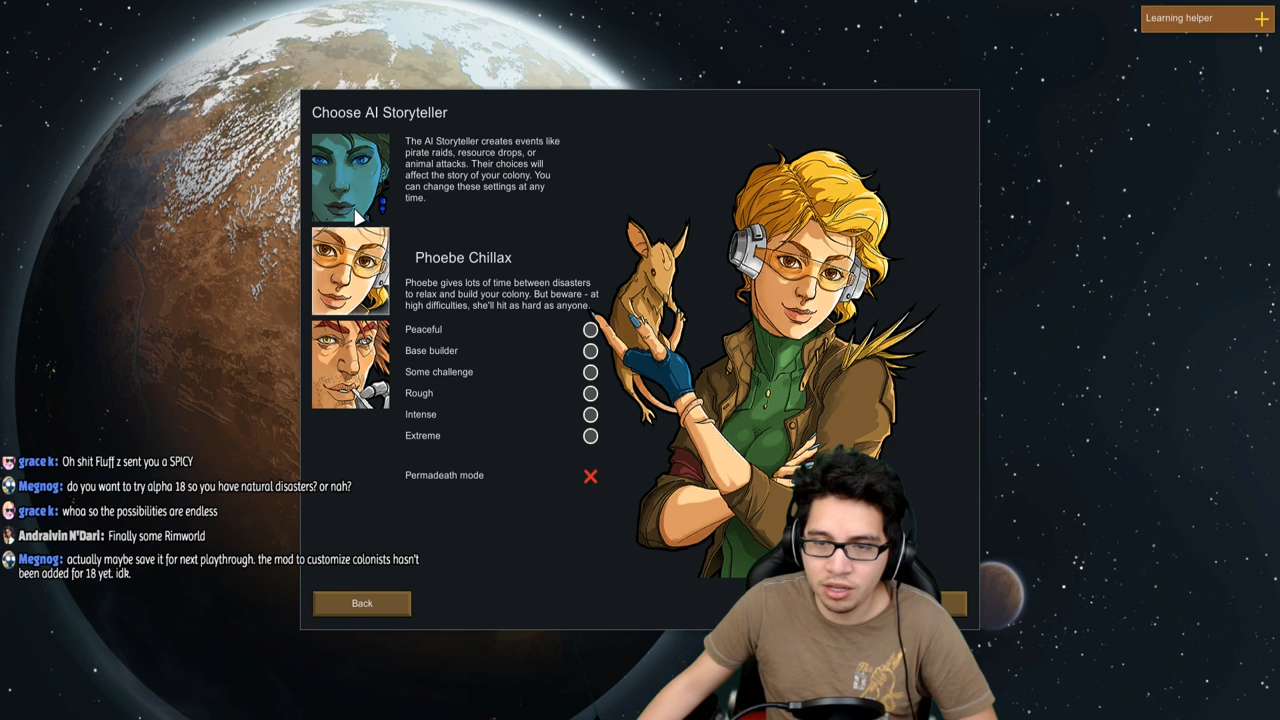 Learning helper
Choose AI Storyteller
The AI Storyteller creates events like
pirate raids, resource drops, or
animal attacks. Their choices will
affect the story of your colony. You
can change these settings at any
time.
Phoebe Chillax
Phoebe gives lots of time between disasters
to relax and build your colony. But beware - at
high difficulties, she'll hit as hard as anyone.
Peaceful
Base builder
Some challenge
Rough
Intense
Extreme
Permadeath mode
grace k: Oh shit Fluff z sent you a SPICY
Megnog: do you want to try alpha 18 so you have natural disasters? or nah?
grace k: whoa so the possibilities are endless
Andraivin N'Dari: Finally some Rimworld
Megnog: actually maybe save it for next playthrough. the mod to customize colonists hasn't
been added for 18 yet. idk.
Back